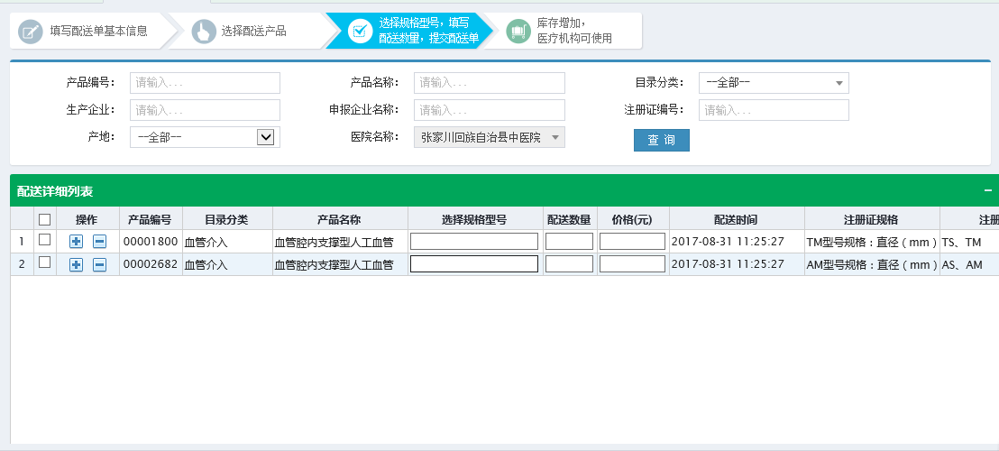 填写配送单基本信息
选择配送产品
选择规格型号，填写
配送数量，提交配送单
库存增加，
医疗机构可使用
产品编号： 请输入... 产品名称： 请输入... 目录分类： --全部--
生产企业： 请输入... 申报企业名称： 请输入... 注册证编号： 请输入...
产地： --全部-- 医院名称： 张家川回族自治县中医院 查 询
配送详细列表
操作 产品编号 目录分类 产品名称 选择规格型号 配送数量 价格(元) 配送时间 注册证规格 注册
1 00001800 血管介入 血管腔内支撑型人工血管 2017-08-31 11:25:27 TM型号规格：直径（mm） TS、TM
2 00002682 血管介入 血管腔内支撑型人工血管 2017-08-31 11:25:27 AM型号规格：直径（mm） AS、AM